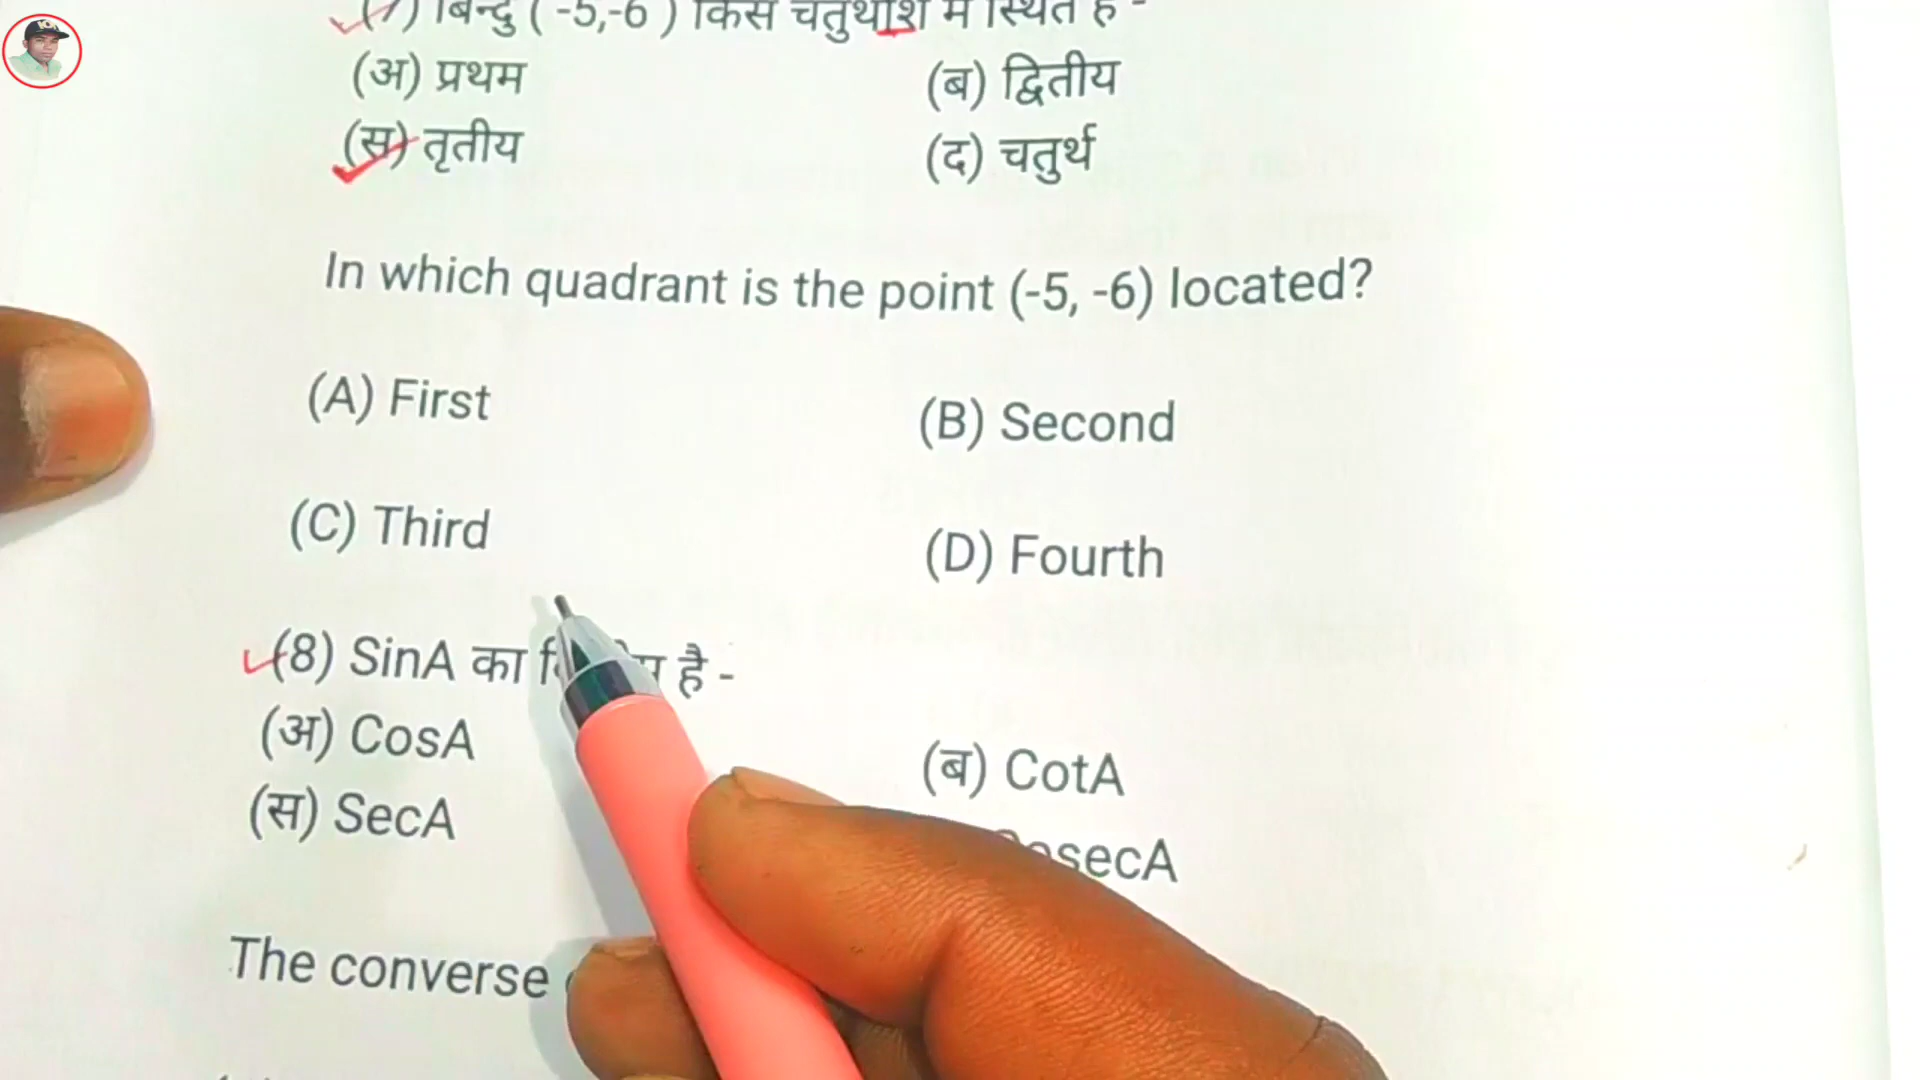 (7) बिन्दु ( -5,-6 ) किस चतुर्थांश में स्थित है -
(अ) प्रथम (ब) द्वितीय
(स) तृतीय (द) चतुर्थ
In which quadrant is the point (-5, -6) located?
(A) First (B) Second
(C) Third (D) Fourth
(8) SinA का है -
(अ) CosA (ब) CotA
(स) SecA
The converse